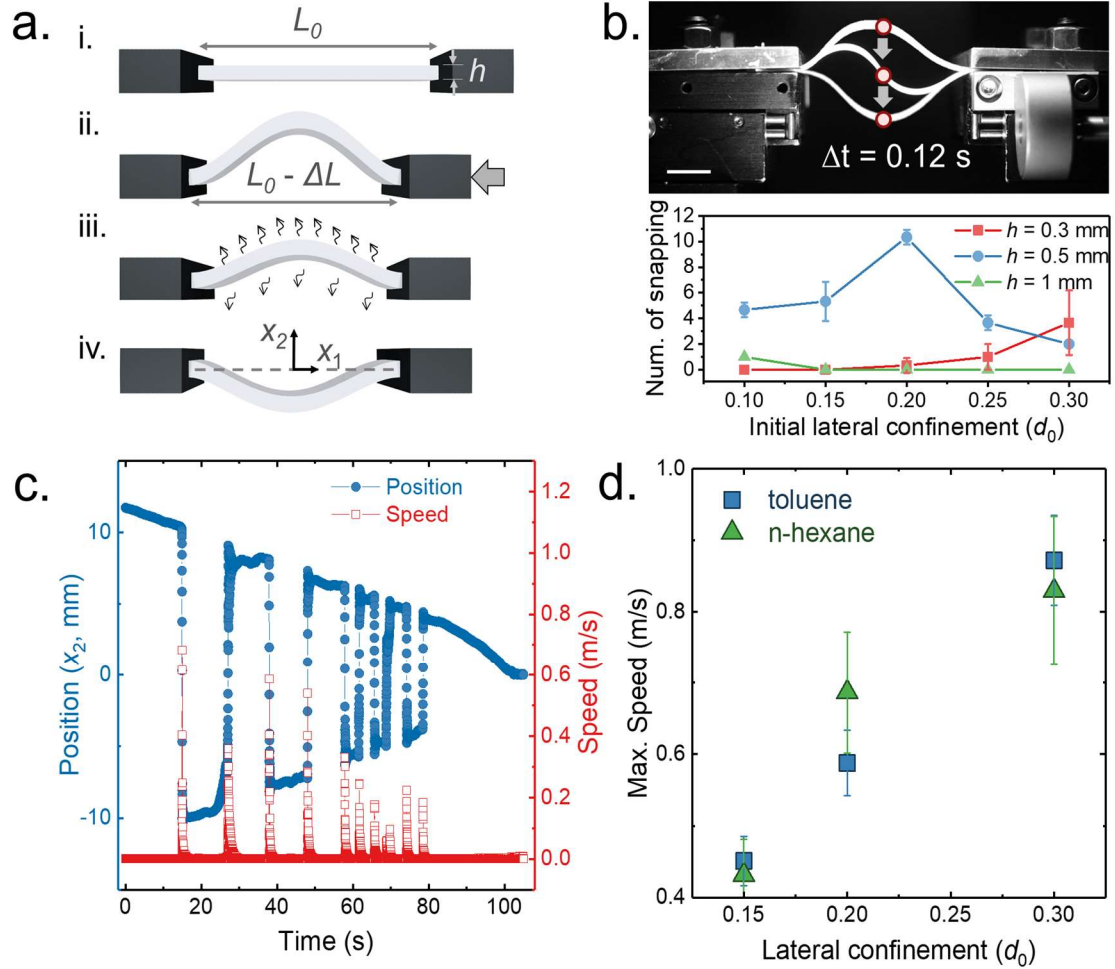 a.
i.
L0
h
ii.
L0 - ΔL
iii.
iv.
x2
x1
b.
Δt = 0.12 s
Num. of snapping
12
10
8
6
4
2
0
h = 0.3 mm
h = 0.5 mm
h = 1 mm
0.10 0.15 0.20 0.25 0.30
Initial lateral confinement (d0)
c.
Position
Speed
Position (x2, mm)
10
0
-10
1.2
1.0
0.8
0.6
0.4
0.2
0.0
Speed (m/s)
0 20 40 60 80 100
Time (s)
d.
toluene
n-hexane
Max. Speed (m/s)
1.0
0.8
0.6
0.4
0.15 0.20 0.25 0.30
Lateral confinement (d0)